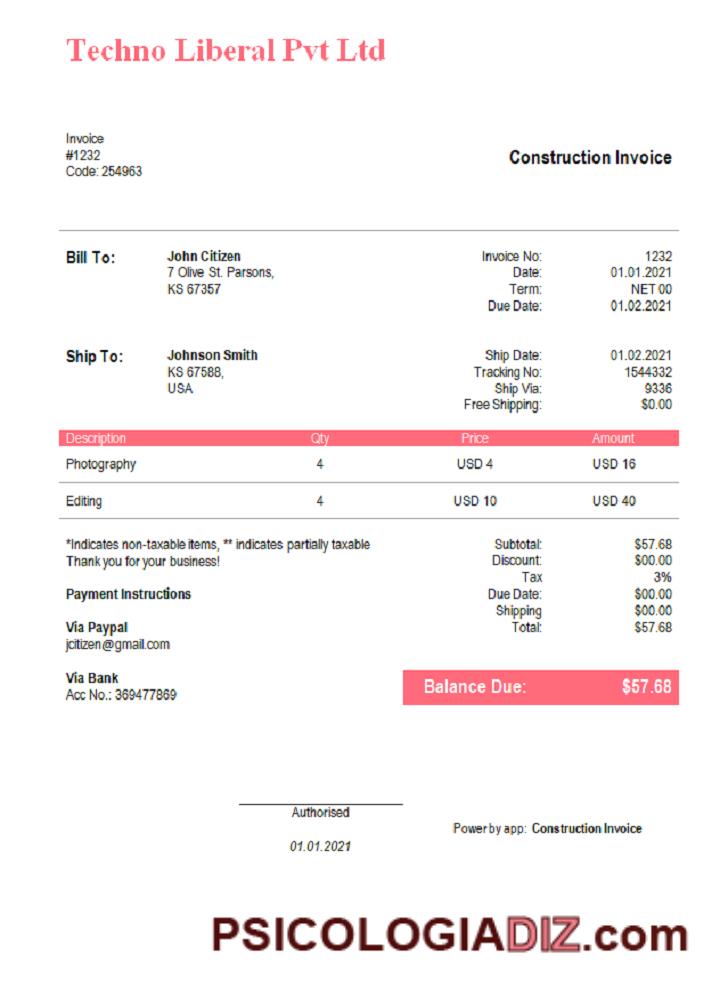 Techno Liberal Pvt Ltd
Invoice
#1232
Code: 254963
Construction Invoice
Bill To:
John Citizen
7 Olive St. Parsons,
KS 67357
Invoice No: 1232
Date: 01.01.2021
Term: NET 00
Due Date: 01.02.2021
Ship To:
Johnson Smith
KS 67588,
USA
Ship Date: 01.02.2021
Tracking No: 1544332
Ship Via: 9336
Free Shipping: $0.00
Description Qty Price Amount
Photography 4 USD 4 USD 16
Editing 4 USD 10 USD 40
*Indicates non-taxable items, ** indicates partially taxable
Thank you for your business!
Payment Instructions
Via Paypal
jcitizen@gmail.com
Via Bank
Acc No.: 369477869
Subtotal: $57.68
Discount: $00.00
Tax 3%
Due Date: $00.00
Shipping $00.00
Total: $57.68
Balance Due: $57.68
Authorised
01.01.2021
Power by app: Construction Invoice
PSICOLOGIADIZ.com